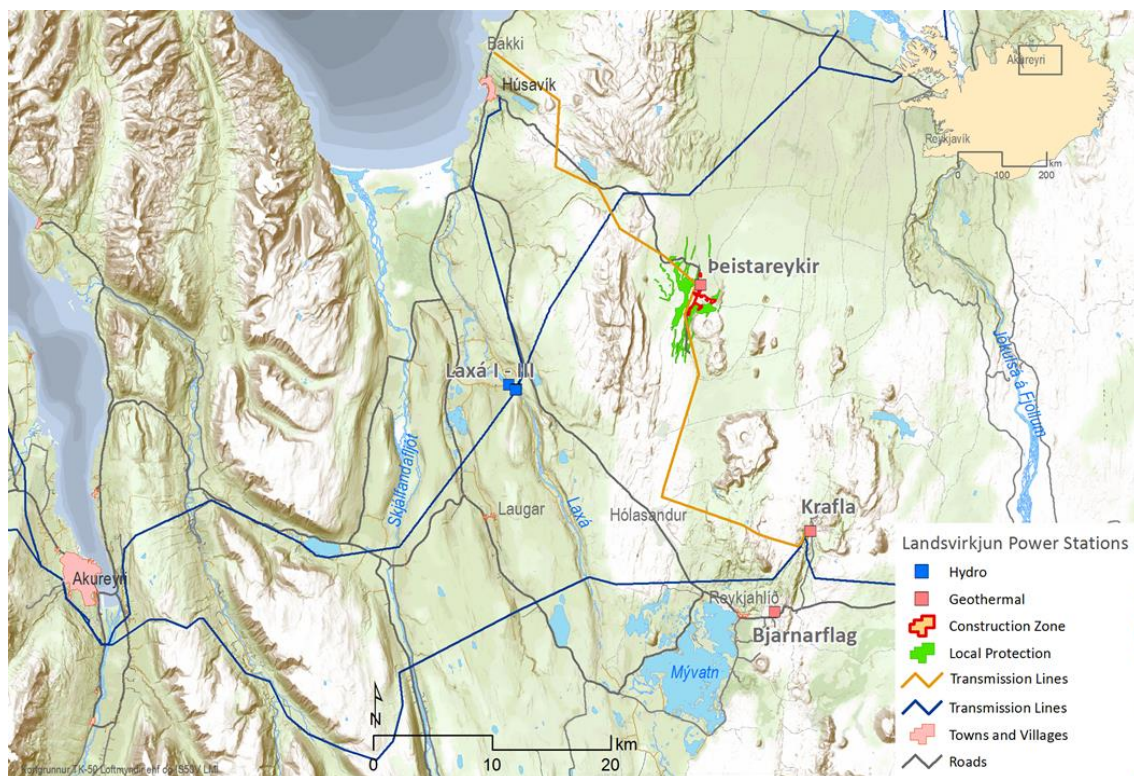 Bakki
Húsavík
Akureyri
Reykjavík
km
0 100 200
Þeistareykir
Laxá I - III
Jökulsá á Fjöllum
Skjálfandafljót
Laugar
Laxá
Hólasandur
Krafla
Akureyri
Reykjahlíð
Bjarnarflag
Mývatn
N
km
0 10 20
Landsvirkjun Power Stations
Hydro
Geothermal
Construction Zone
Local Protection
Transmission Lines
Transmission Lines
Towns and Villages
Roads